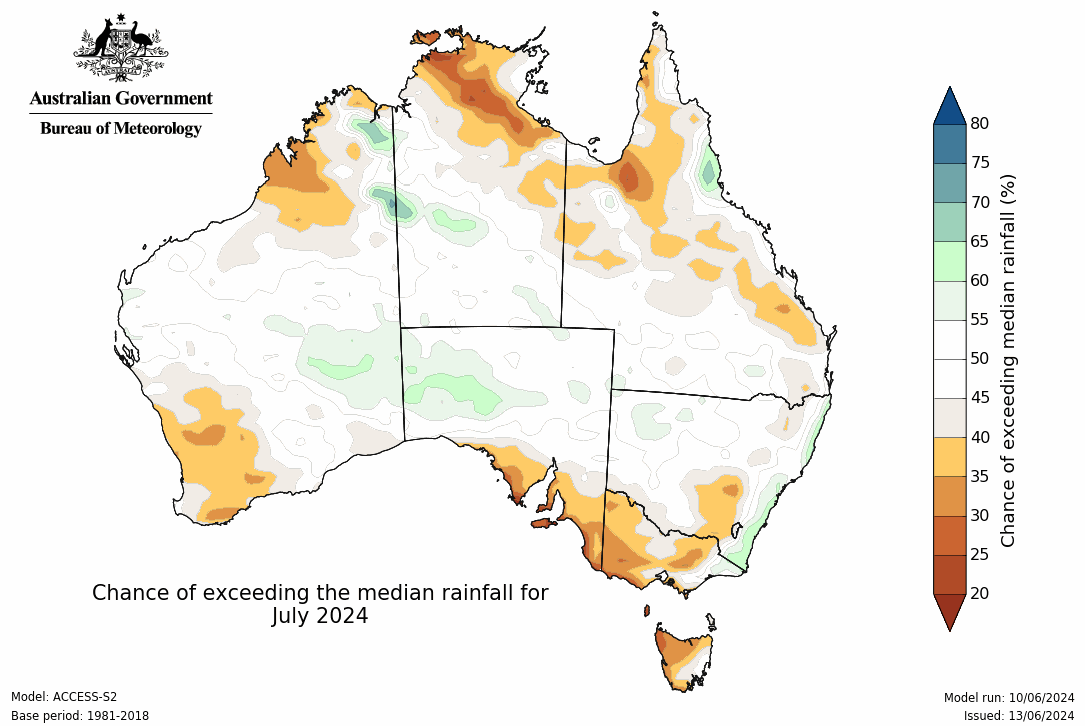 AUSTRALIA
Australian Government
Bureau of Meteorology
80
75
70
65
60
55
50
45
40
35
30
25
20
Chance of exceeding median rainfall (%)
Chance of exceeding the median rainfall for
July 2024
Model: ACCESS-S2
Base period: 1981-2018
Model run: 10/06/2024
Issued: 13/06/2024